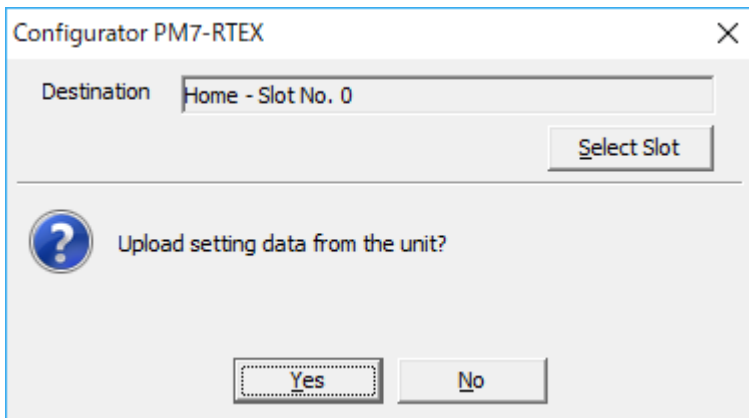 Configurator PM7-RTEX
Destination Home - Slot No. 0
Select Slot
Upload setting data from the unit?
Yes No